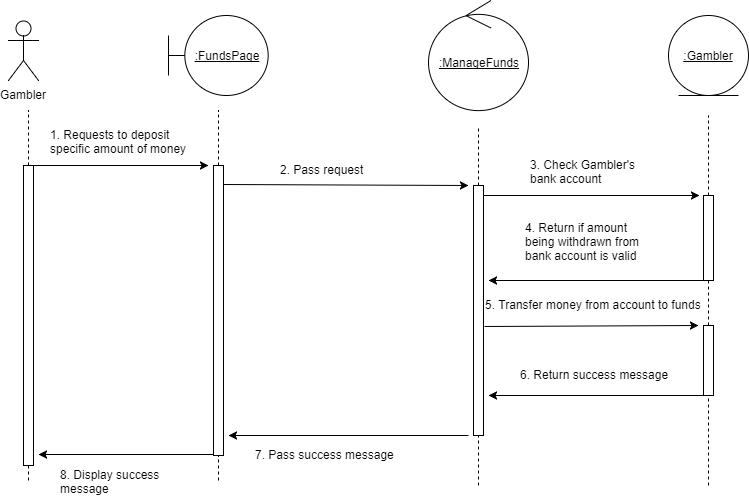 Gambler
:FundsPage
:ManageFunds
:Gambler
1. Requests to deposit
specific amount of money
2. Pass request
3. Check Gambler's
bank account
4. Return if amount
being withdrawn from
bank account is valid
5. Transfer money from account to funds
6. Return success message
7. Pass success message
8. Display success
message